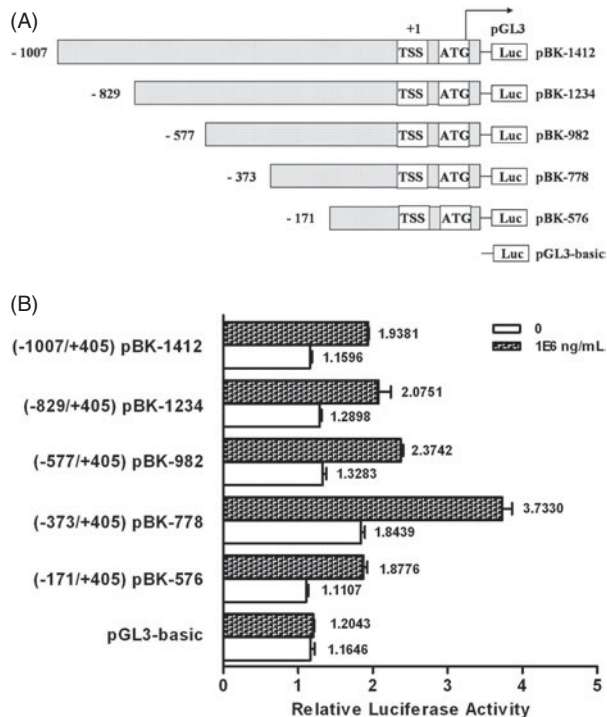 (A)
+1 pGL3
- 1007 TSS ATG Luc pBK-1412
- 829 TSS ATG Luc pBK-1234
- 577 TSS ATG Luc pBK-982
- 373 TSS ATG Luc pBK-778
- 171 TSS ATG Luc pBK-576
Luc pGL3-basic
(B)
0
1E6 ng/mL
(-1007/+405) pBK-1412
1.9381
1.1596
(-829/+405) pBK-1234
2.0751
1.2898
(-577/+405) pBK-982
2.3742
1.3283
(-373/+405) pBK-778
3.7330
1.8439
(-171/+405) pBK-576
1.8776
1.1107
pGL3-basic
1.2043
1.1646
0 1 2 3 4 5
Relative Luciferase Activity